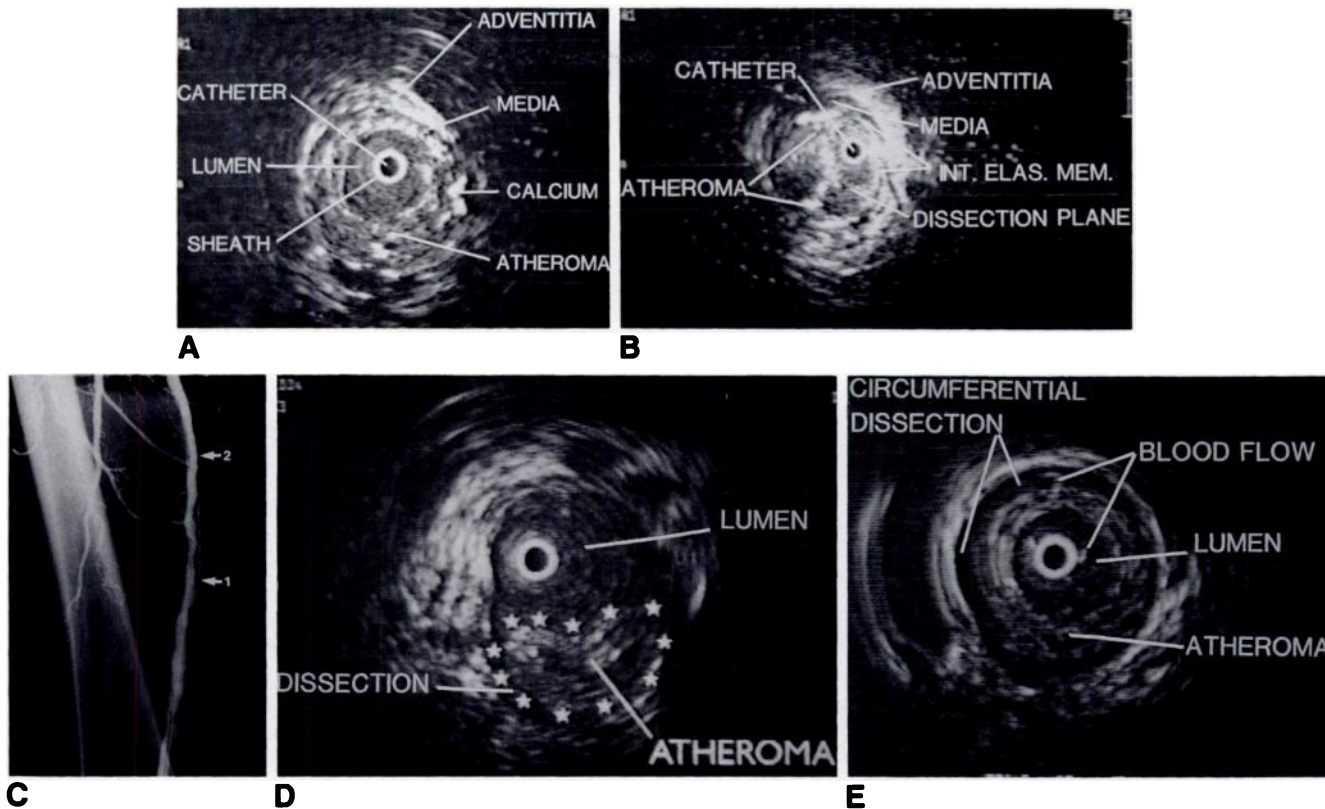 ADVENTITIA
CATHETER
MEDIA
LUMEN
CALCIUM
SHEATH
ATHEROMA
A
CATHETER
ADVENTITIA
MEDIA
ATHEROMA
INT. ELAS. MEM.
DISSECTION PLANE
B
2
1
C
LUMEN
DISSECTION
ATHEROMA
D
CIRCUMFERENTIAL
DISSECTION
BLOOD FLOW
LUMEN
ATHEROMA
E